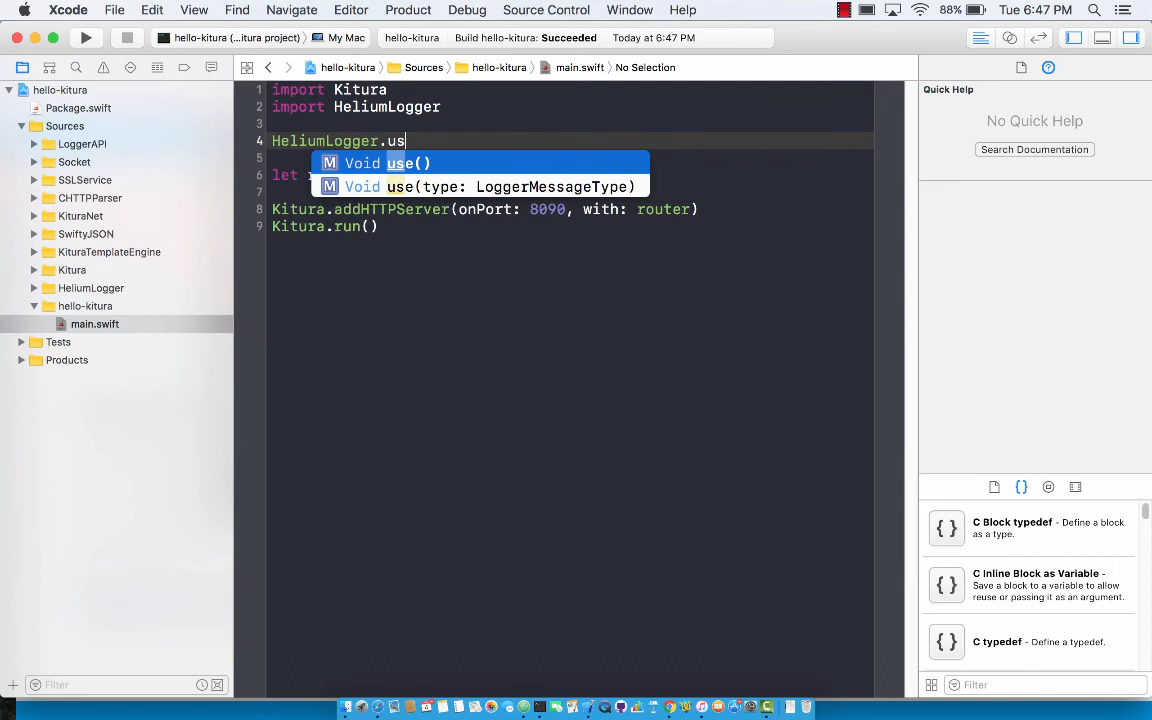 Xcode File Edit View Find Navigate Editor Product Debug Source Control Window Help 88% Tue 6:47 PM
hello-kitura (...itura project) My Mac hello-kitura Build hello-kitura: Succeeded Today at 6:47 PM
hello-kitura Sources hello-kitura main.swift No Selection
hello-kitura
Package.swift
Sources
LoggerAPI
Socket
SSLService
CHTTPParser
KituraNet
SwiftyJSON
KituraTemplateEngine
Kitura
HeliumLogger
hello-kitura
main.swift
Tests
Products
Filter
1 import Kitura
2 import HeliumLogger
3
4 HeliumLogger.us
5
M Void use()
6 let
7
M Void use(type: LoggerMessageType)
8 Kitura.addHTTPServer(onPort: 8090, with: router)
9 Kitura.run()
Quick Help
No Quick Help
Search Documentation
{ } C Block typedef - Define a block
as a type.
{ } C Inline Block as Variable -
Save a block to a variable to allow
reuse or passing it as an argument.
{ } C typedef - Define a typedef.
Filter